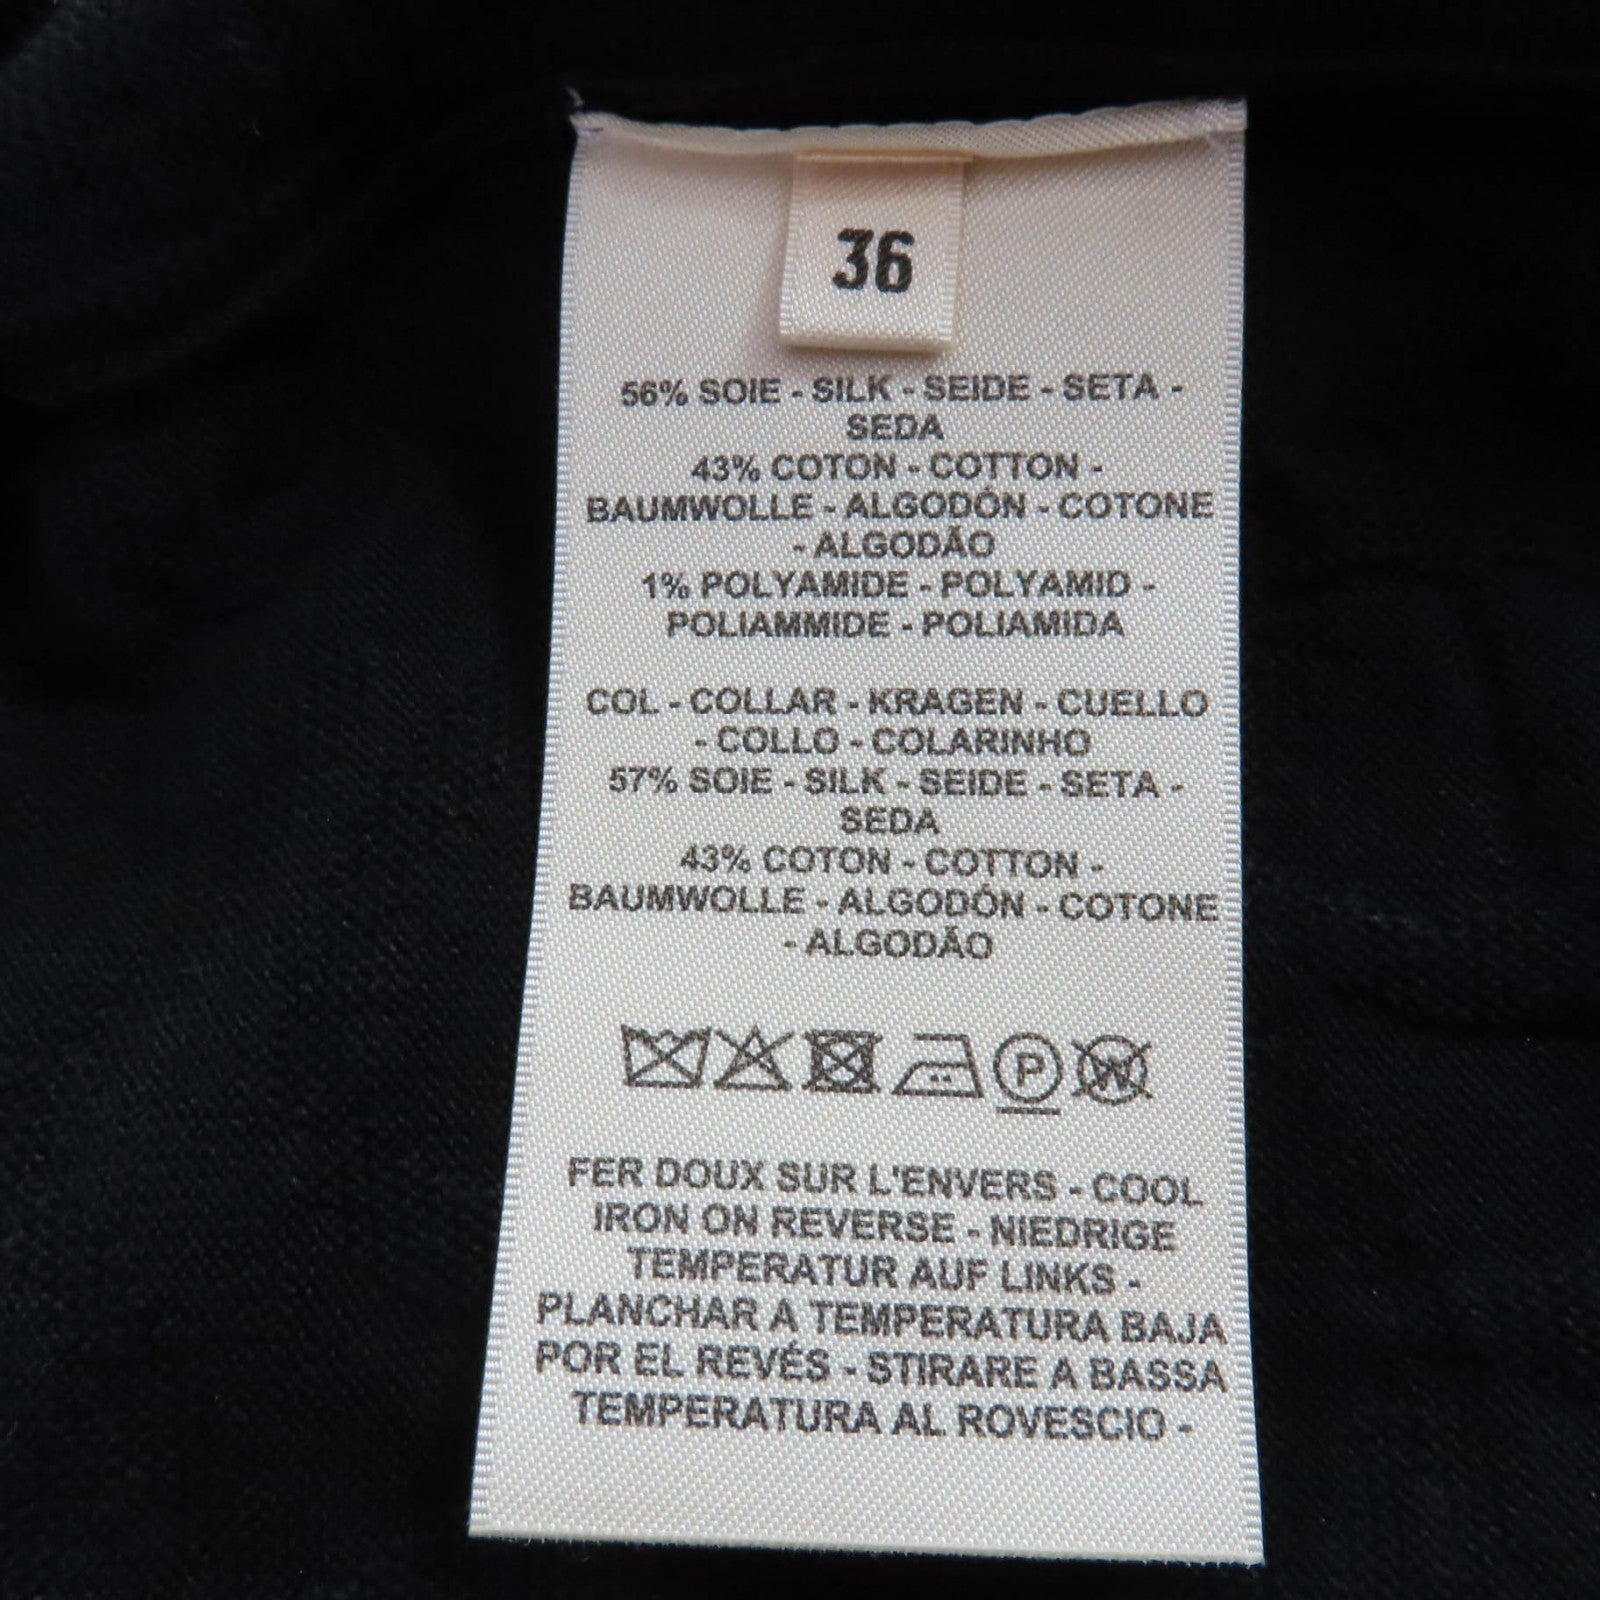 36
56% SOIE - SILK - SEIDE - SETA -
SEDA
43% COTON - COTTON -
BAUMWOLLE - ALGODÓN - COTONE
- ALGODÃO
1% POLYAMIDE - POLYAMID -
POLIAMMIDE - POLIAMIDA
COL - COLLAR - KRAGEN - CUELLO
- COLLO - COLARINHO
57% SOIE - SILK - SEIDE - SETA -
SEDA
43% COTON - COTTON -
BAUMWOLLE - ALGODÓN - COTONE
- ALGODÃO
P W
FER DOUX SUR L'ENVERS - COOL
IRON ON REVERSE - NIEDRIGE
TEMPERATUR AUF LINKS -
PLANCHAR A TEMPERATURA BAJA
POR EL REVÉS - STIRARE A BASSA
TEMPERATURA AL ROVESCIO -